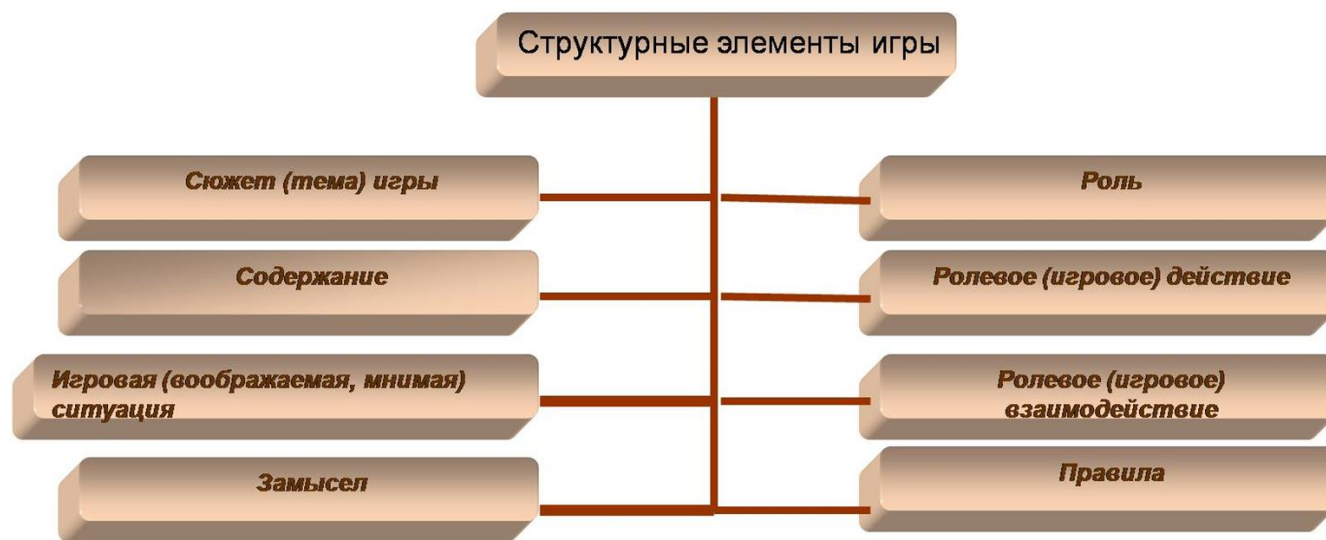 Структурные элементы игры
Сюжет (тема) игры
Роль
Содержание
Ролевое (игровое) действие
Игровая (воображаемая, мнимая)
ситуация
Ролевое (игровое)
взаимодействие
Замысел
Правила